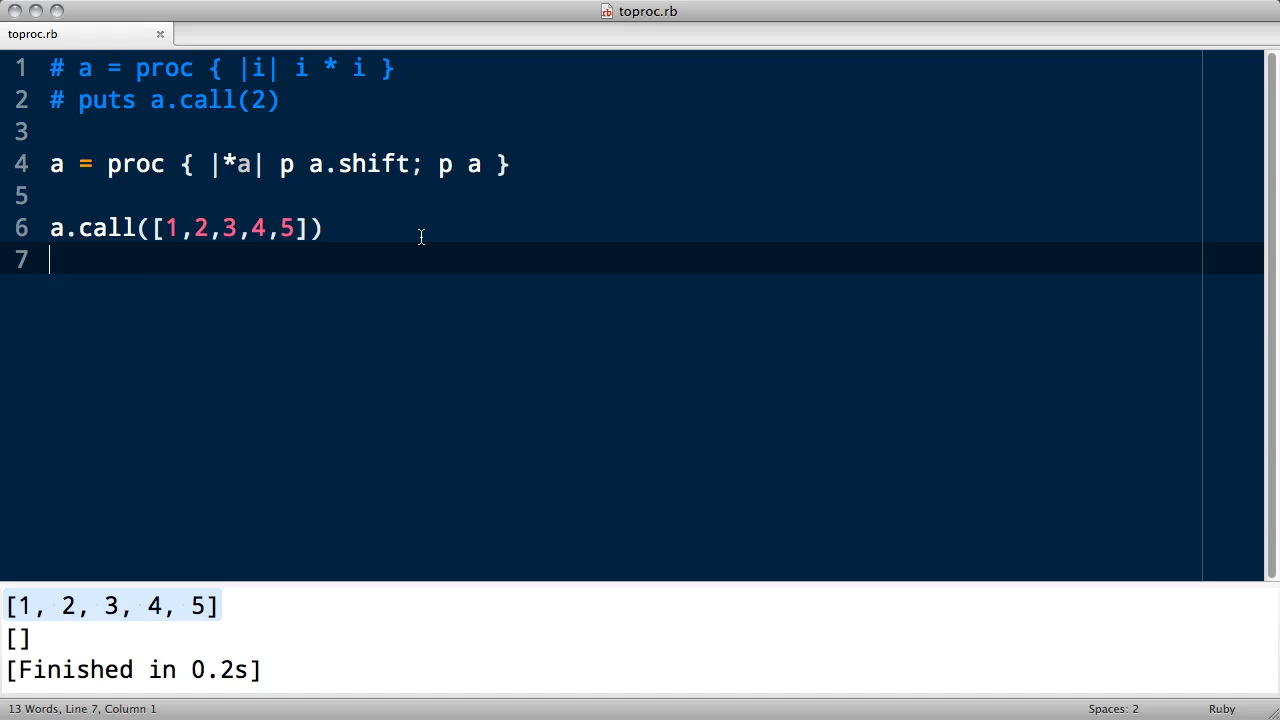 toproc.rb
toproc.rb
1 # a = proc { |i| i * i }
2 # puts a.call(2)
3
4 a = proc { |*a| p a.shift; p a }
5
6 a.call([1,2,3,4,5])
7
[1, 2, 3, 4, 5]
[]
[Finished in 0.2s]
13 Words, Line 7, Column 1 Spaces: 2 Ruby